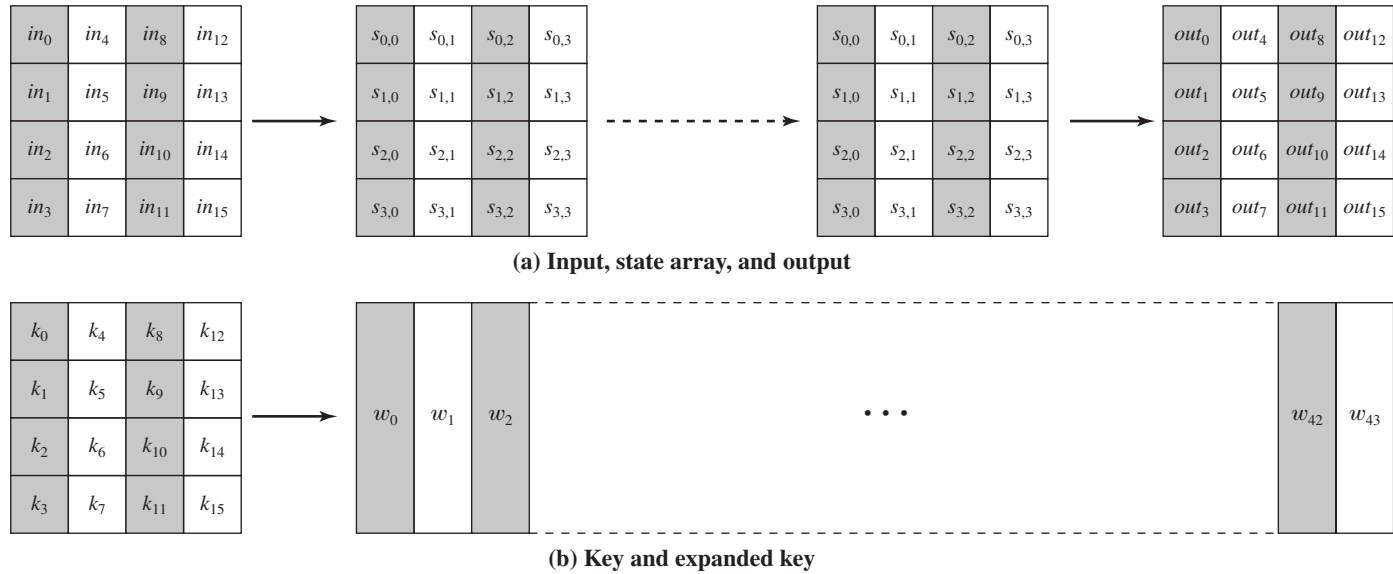 in₀ in₄ in₈ in₁₂ s₀,₀ s₀,₁ s₀,₂ s₀,₃ s₀,₀ s₀,₁ s₀,₂ s₀,₃ out₀ out₄ out₈ out₁₂
in₁ in₅ in₉ in₁₃ s₁,₀ s₁,₁ s₁,₂ s₁,₃ s₁,₀ s₁,₁ s₁,₂ s₁,₃ out₁ out₅ out₉ out₁₃
in₂ in₆ in₁₀ in₁₄ s₂,₀ s₂,₁ s₂,₂ s₂,₃ s₂,₀ s₂,₁ s₂,₂ s₂,₃ out₂ out₆ out₁₀ out₁₄
in₃ in₇ in₁₁ in₁₅ s₃,₀ s₃,₁ s₃,₂ s₃,₃ s₃,₀ s₃,₁ s₃,₂ s₃,₃ out₃ out₇ out₁₁ out₁₅
(a) Input, state array, and output
k₀ k₄ k₈ k₁₂
k₁ k₅ k₉ k₁₃
k₂ k₆ k₁₀ k₁₄
k₃ k₇ k₁₁ k₁₅
w₀ w₁ w₂ • • • w₄₂ w₄₃
(b) Key and expanded key